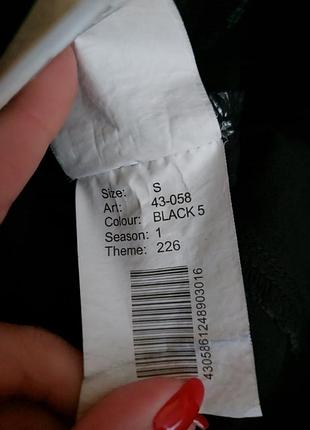 Size: S
Art: 43-058
Colour: BLACK 5
Season: 1
Theme: 226
4305861248903016